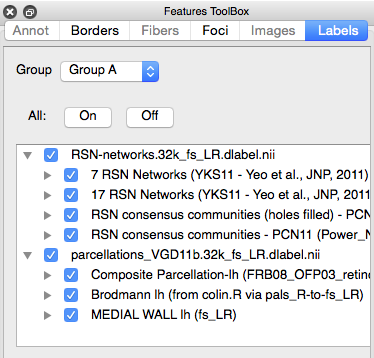 Features ToolBox
Annot Borders Fibers Foci Images Labels
Group Group A
All: On Off
RSN-networks.32k_fs_LR.dlabel.nii
7 RSN Networks (YKS11 - Yeo et al., JNP, 2011)
17 RSN Networks (YKS11 - Yeo et al., JNP, 2011
RSN consensus communities (holes filled) - PCN
RSN consensus communities - PCN11 (Power_N
parcellations_VGD11b.32k_fs_LR.dlabel.nii
Composite Parcellation-lh (FRB08_OFP03_retino
Brodmann lh (from colin.R via pals_R-to-fs_LR)
MEDIAL WALL lh (fs_LR)